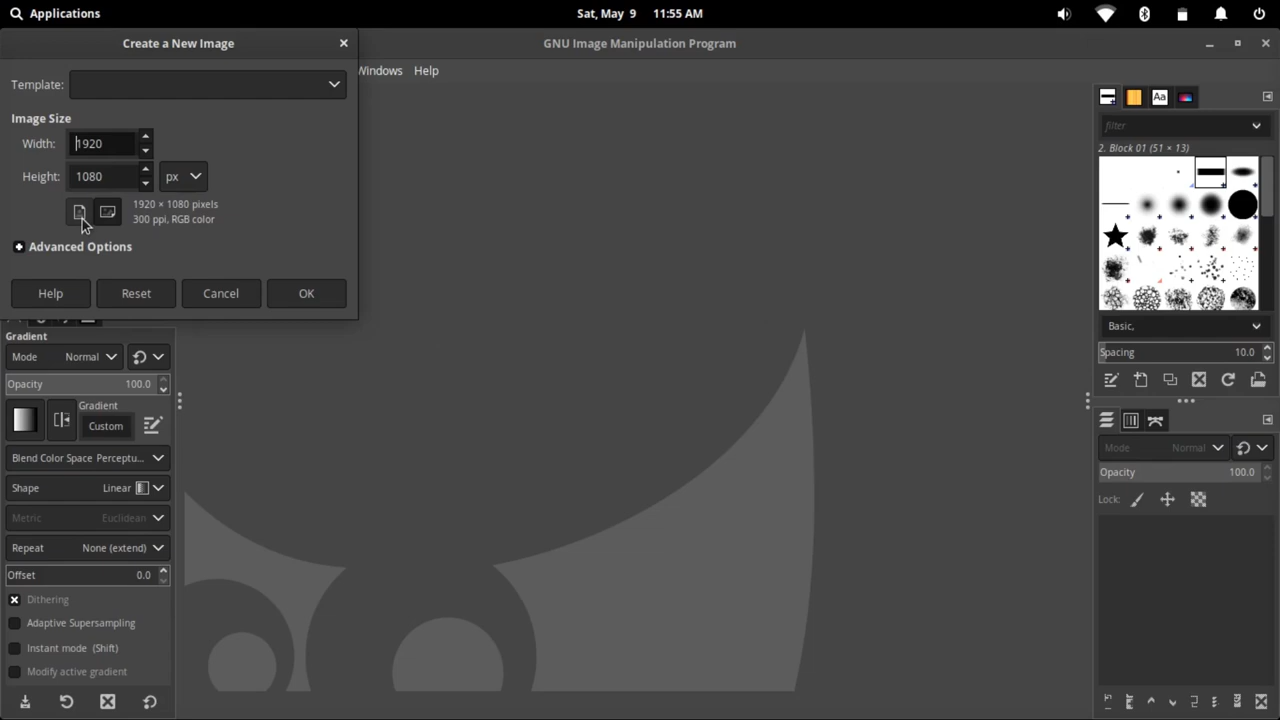 Applications
Sat, May 9 11:55 AM
Create a New Image
GNU Image Manipulation Program
Template:
Windows Help
Image Size
Width: 1920
Height: 1080 px
1920 × 1080 pixels
300 ppi, RGB color
Advanced Options
Help Reset Cancel OK
Gradient
Mode Normal
Opacity 100.0
Gradient
Custom
Blend Color Space Perceptu...
Shape Linear
Metric Euclidean
Repeat None (extend)
Offset 0.0
Dithering
Adaptive Supersampling
Instant mode (Shift)
Modify active gradient
Aa
filter
2. Block 01 (51 × 13)
Basic,
Spacing 10.0
Mode Normal
Opacity 100.0
Lock: